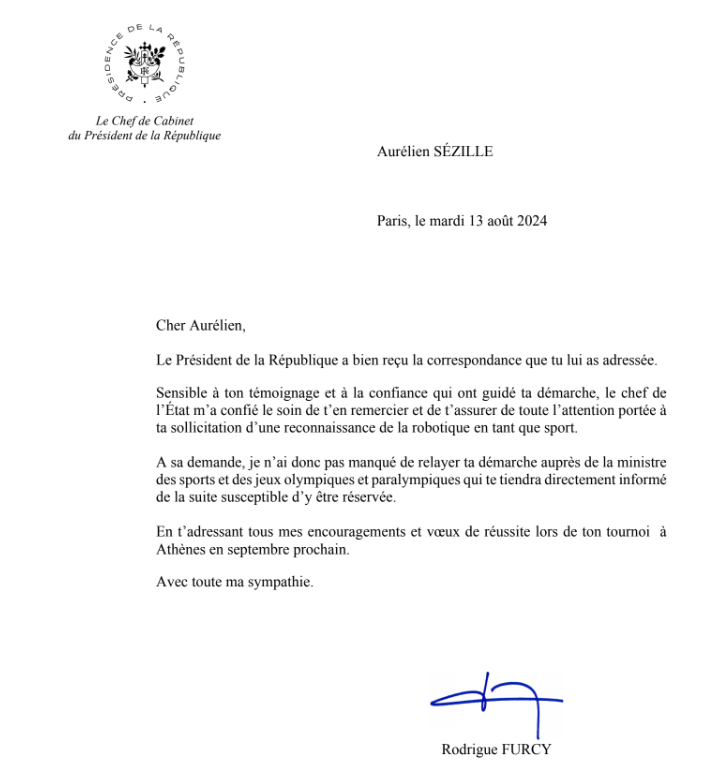 PRÉSIDENCE DE LA RÉPUBLIQUE
Le Chef de Cabinet
du Président de la République
Aurélien SÉZILLE
Paris, le mardi 13 août 2024
Cher Aurélien,
Le Président de la République a bien reçu la correspondance que tu lui as adressée.
Sensible à ton témoignage et à la confiance qui ont guidé ta démarche, le chef de
l’État m’a confié le soin de t’en remercier et de t’assurer de toute l’attention portée à
ta sollicitation d’une reconnaissance de la robotique en tant que sport.
A sa demande, je n’ai donc pas manqué de relayer ta démarche auprès de la ministre
des sports et des jeux olympiques et paralympiques qui te tiendra directement informé
de la suite susceptible d’y être réservée.
En t’adressant tous mes encouragements et vœux de réussite lors de ton tournoi à
Athènes en septembre prochain.
Avec toute ma sympathie.
Rodrigue FURCY